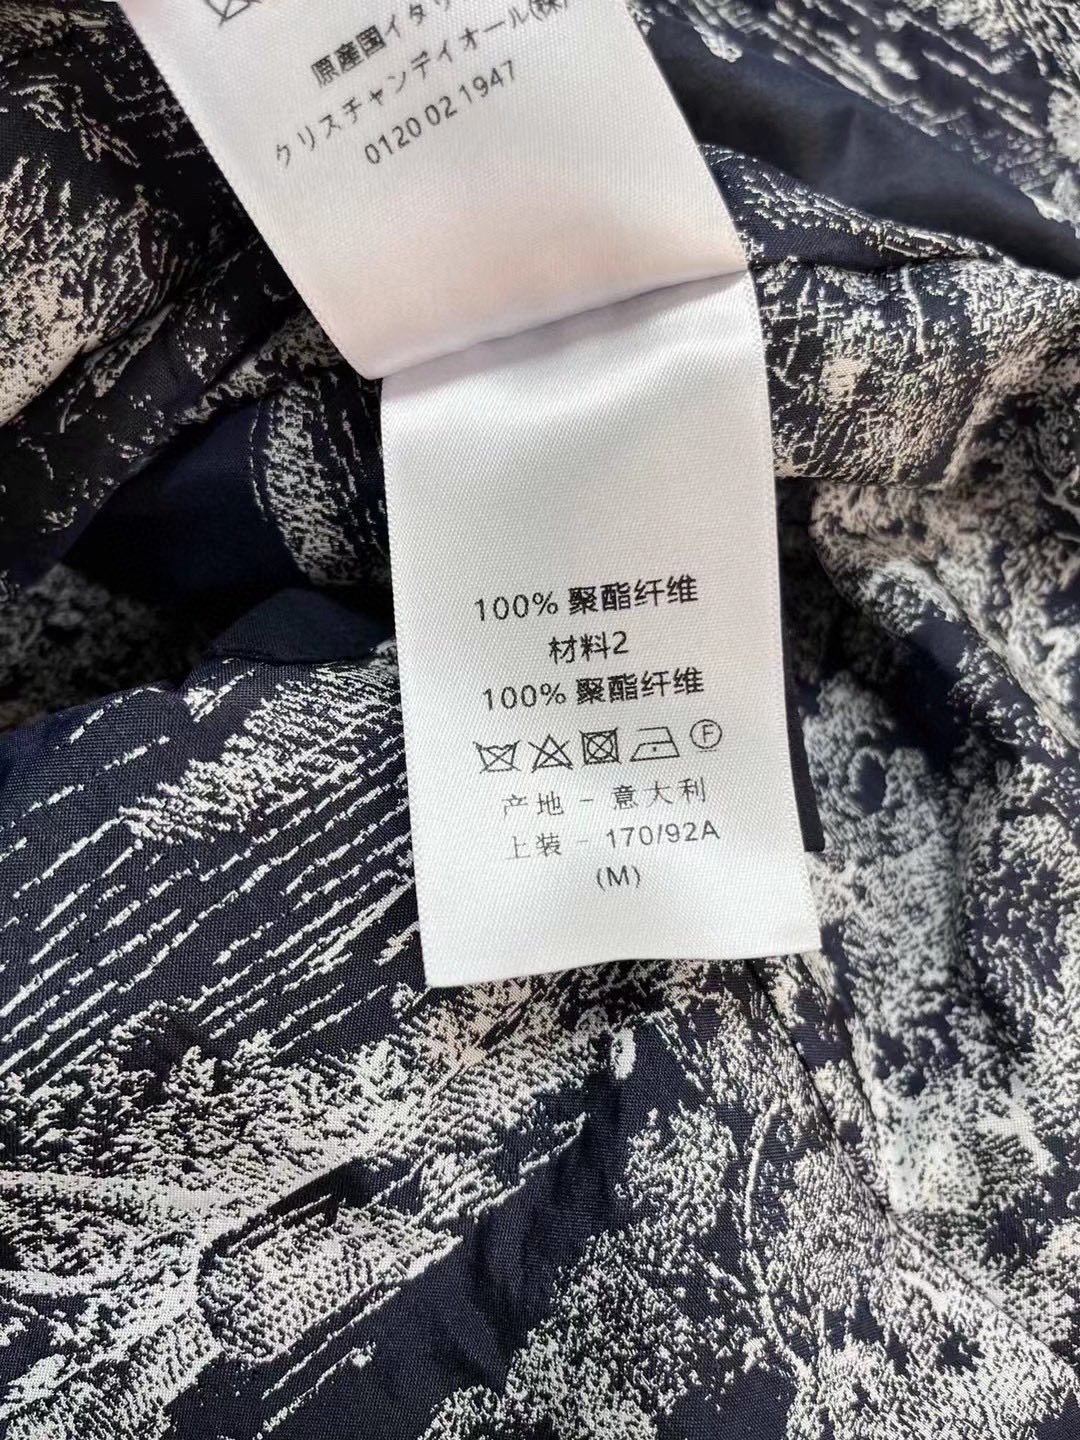 原産国イタリ
クリスチャンディオール(株)
0120 02 1947
100% 聚酯纤维
材料2
100% 聚酯纤维
F
产地 - 意大利
上装 - 170/92A
(M)